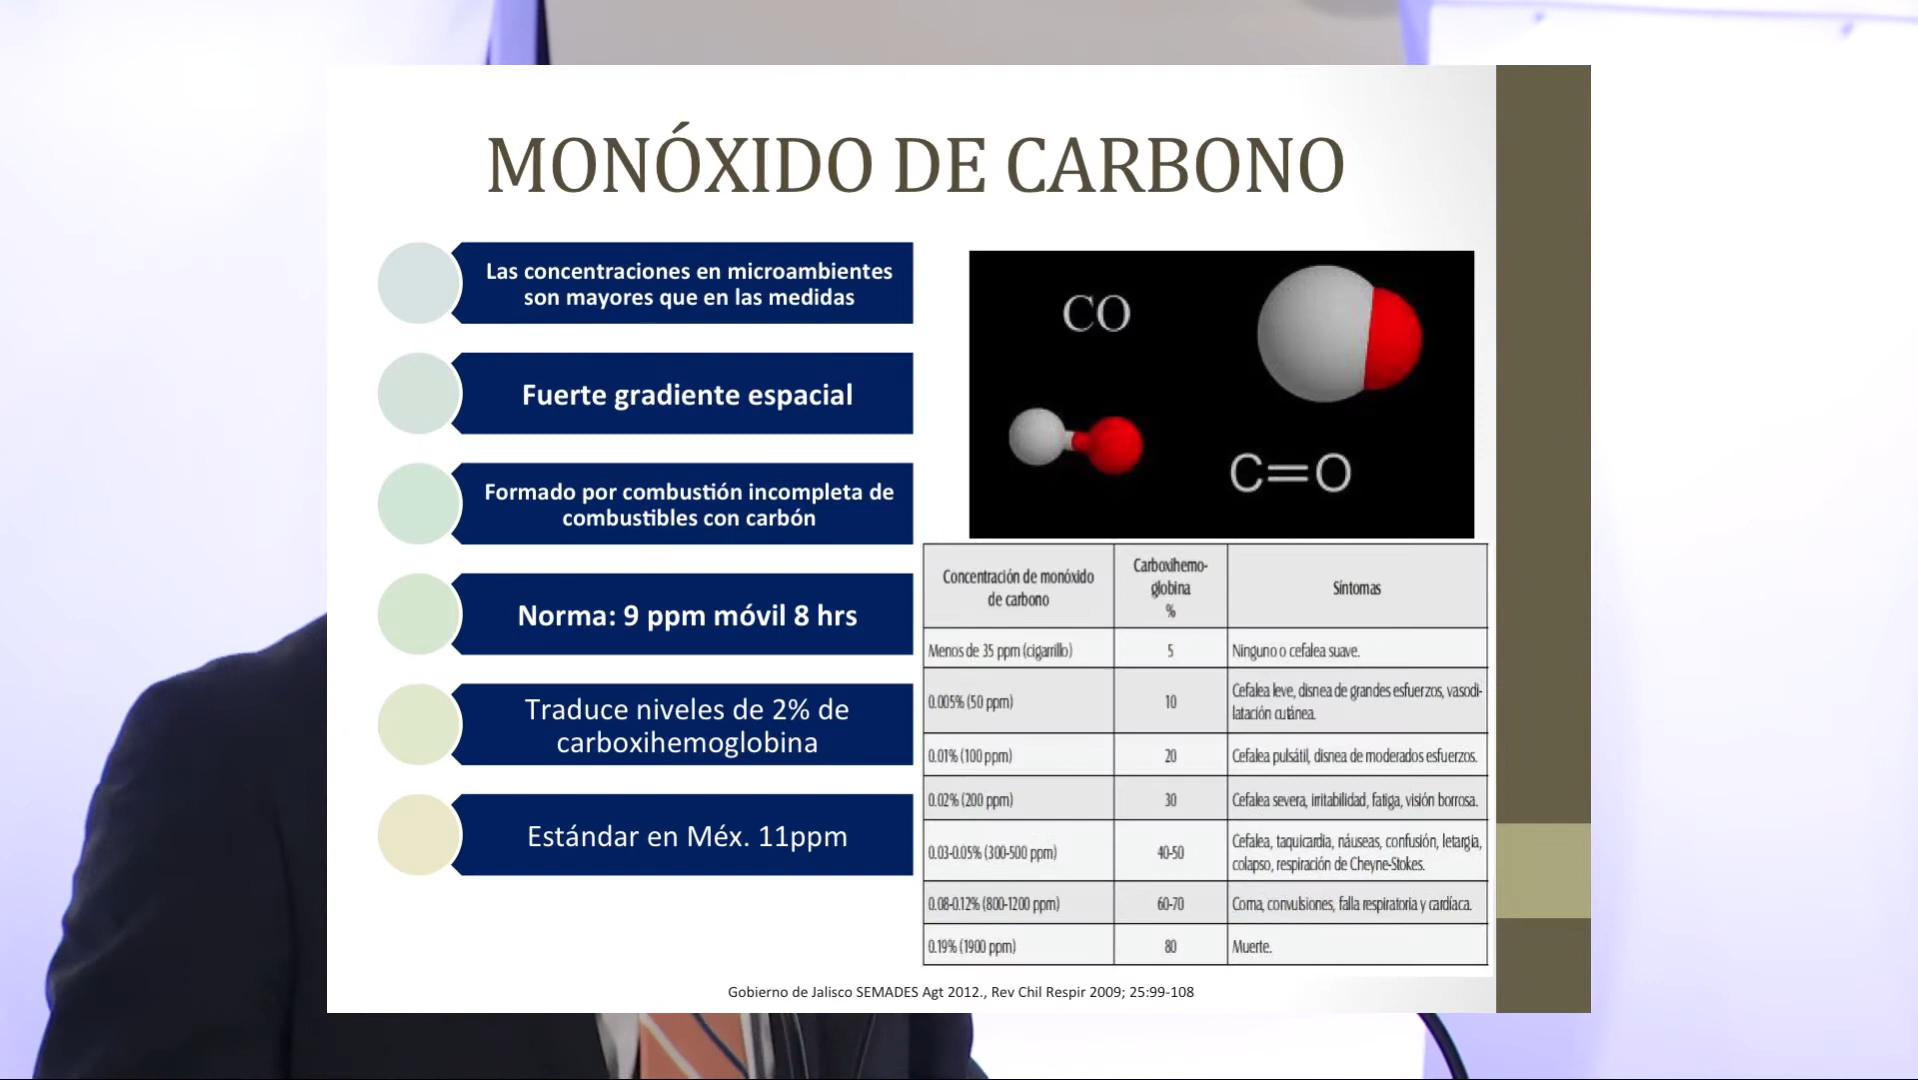 MONÓXIDO DE CARBONO
Las concentraciones en microambientes
son mayores que en las medidas
Fuerte gradiente espacial
Formado por combustión incompleta de
combustibles con carbón
Norma: 9 ppm móvil 8 hrs
Traduce niveles de 2% de
carboxihemoglobina
Estándar en Méx. 11ppm
CO
C=O
Concentración de monóxido
de carbono
Carboxihemo-
globina
%
Síntomas
Menos de 35 ppm (cigarrillo) 5 Ninguno o cefalea suave.
0.005% (50 ppm) 10 Cefalea leve, disnea de grandes esfuerzos, vasodi-
latación cutánea.
0.01% (100 ppm) 20 Cefalea pulsátil, disnea de moderados esfuerzos.
0.02% (200 ppm) 30 Cefalea severa, irritabilidad, fatiga, visión borrosa.
0.03-0.05% (300-500 ppm) 40-50 Cefalea, taquicardia, náuseas, confusión, letargia,
colapso, respiración de Cheyne-Stokes.
0.08-0.12% (800-1200 ppm) 60-70 Coma, convulsiones, falla respiratoria y cardíaca.
0.19% (1900 ppm) 80 Muerte.
Gobierno de Jalisco SEMADES Agt 2012., Rev Chil Respir 2009; 25:99-108